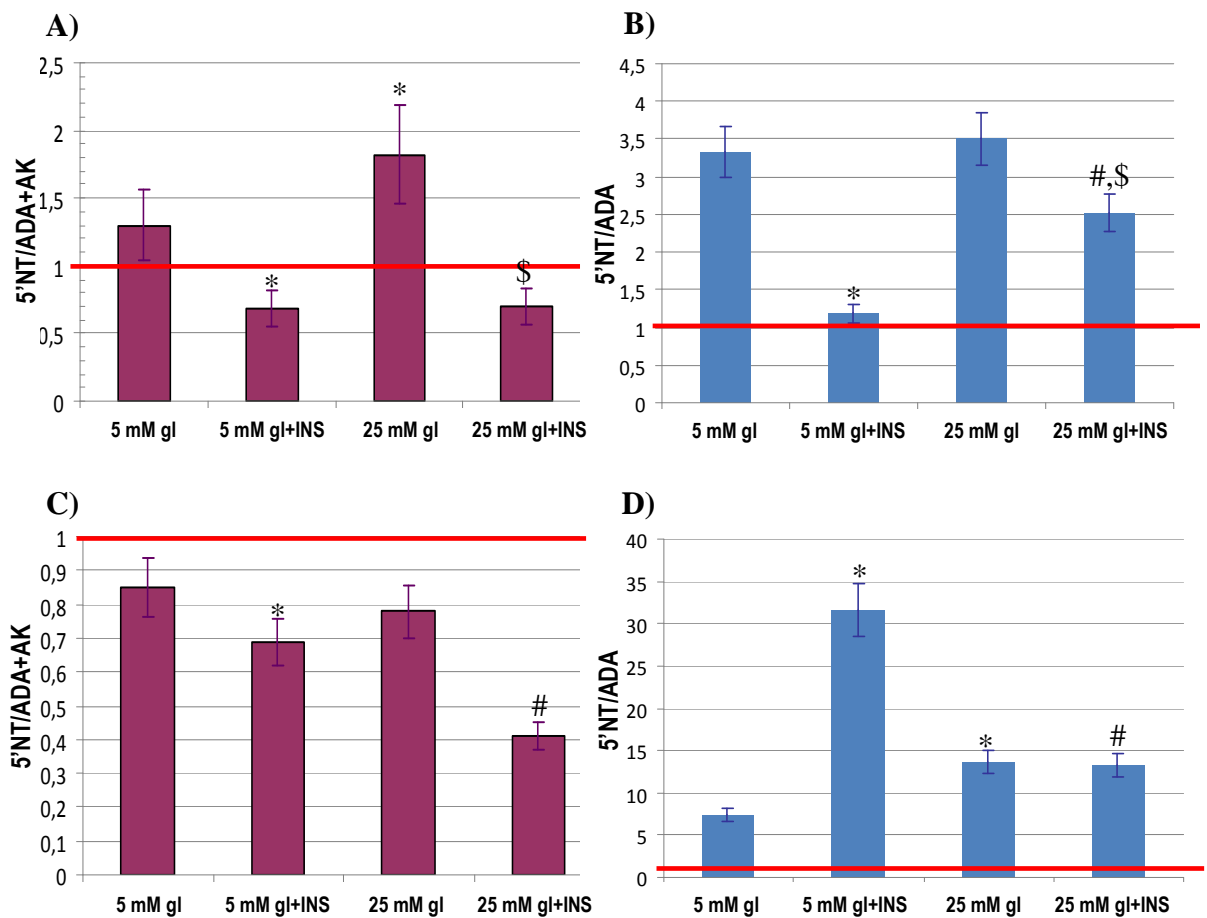 A)
2,5
2
1,5
1
0,5
0
5'NT/ADA+AK
*
*
$
5 mM gl
5 mM gl+INS
25 mM gl
25 mM gl+INS
B)
4,5
4
3,5
3
2,5
2
1,5
1
0,5
0
5'NT/ADA
*
#,$
5 mM gl
5 mM gl+INS
25 mM gl
25 mM gl+INS
C)
1
0,9
0,8
0,7
0,6
0,5
0,4
0,3
0,2
0,1
0
5'NT/ADA+AK
*
#
5 mM gl
5 mM gl+INS
25 mM gl
25 mM gl+INS
D)
40
35
30
25
20
15
10
5
0
5'NT/ADA
*
*
#
5 mM gl
5 mM gl+INS
25 mM gl
25 mM gl+INS